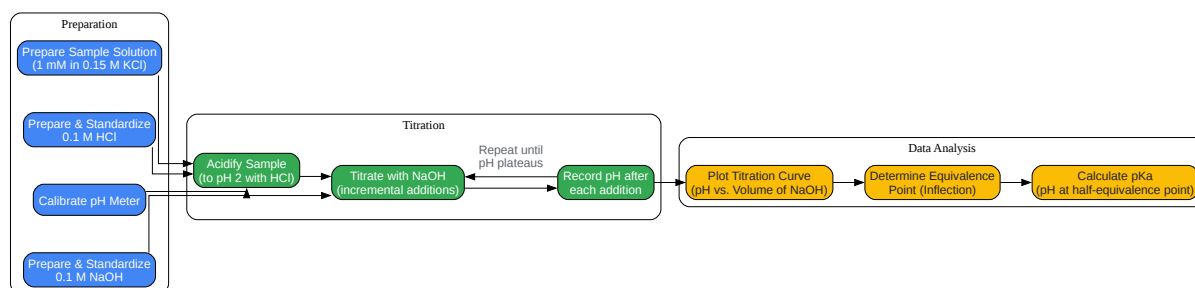 Preparation
Prepare Sample Solution
(1 mM in 0.15 M KCl)
Prepare & Standardize
0.1 M HCl
Calibrate pH Meter
Prepare & Standardize
0.1 M NaOH
Titration
Acidify Sample
(to pH 2 with HCl)
Titrate with NaOH
(incremental additions)
Repeat until
pH plateaus
Record pH after
each addition
Data Analysis
Plot Titration Curve
(pH vs. Volume of NaOH)
Determine Equivalence
Point (Inflection)
Calculate pKa
(pH at half-equivalence point)